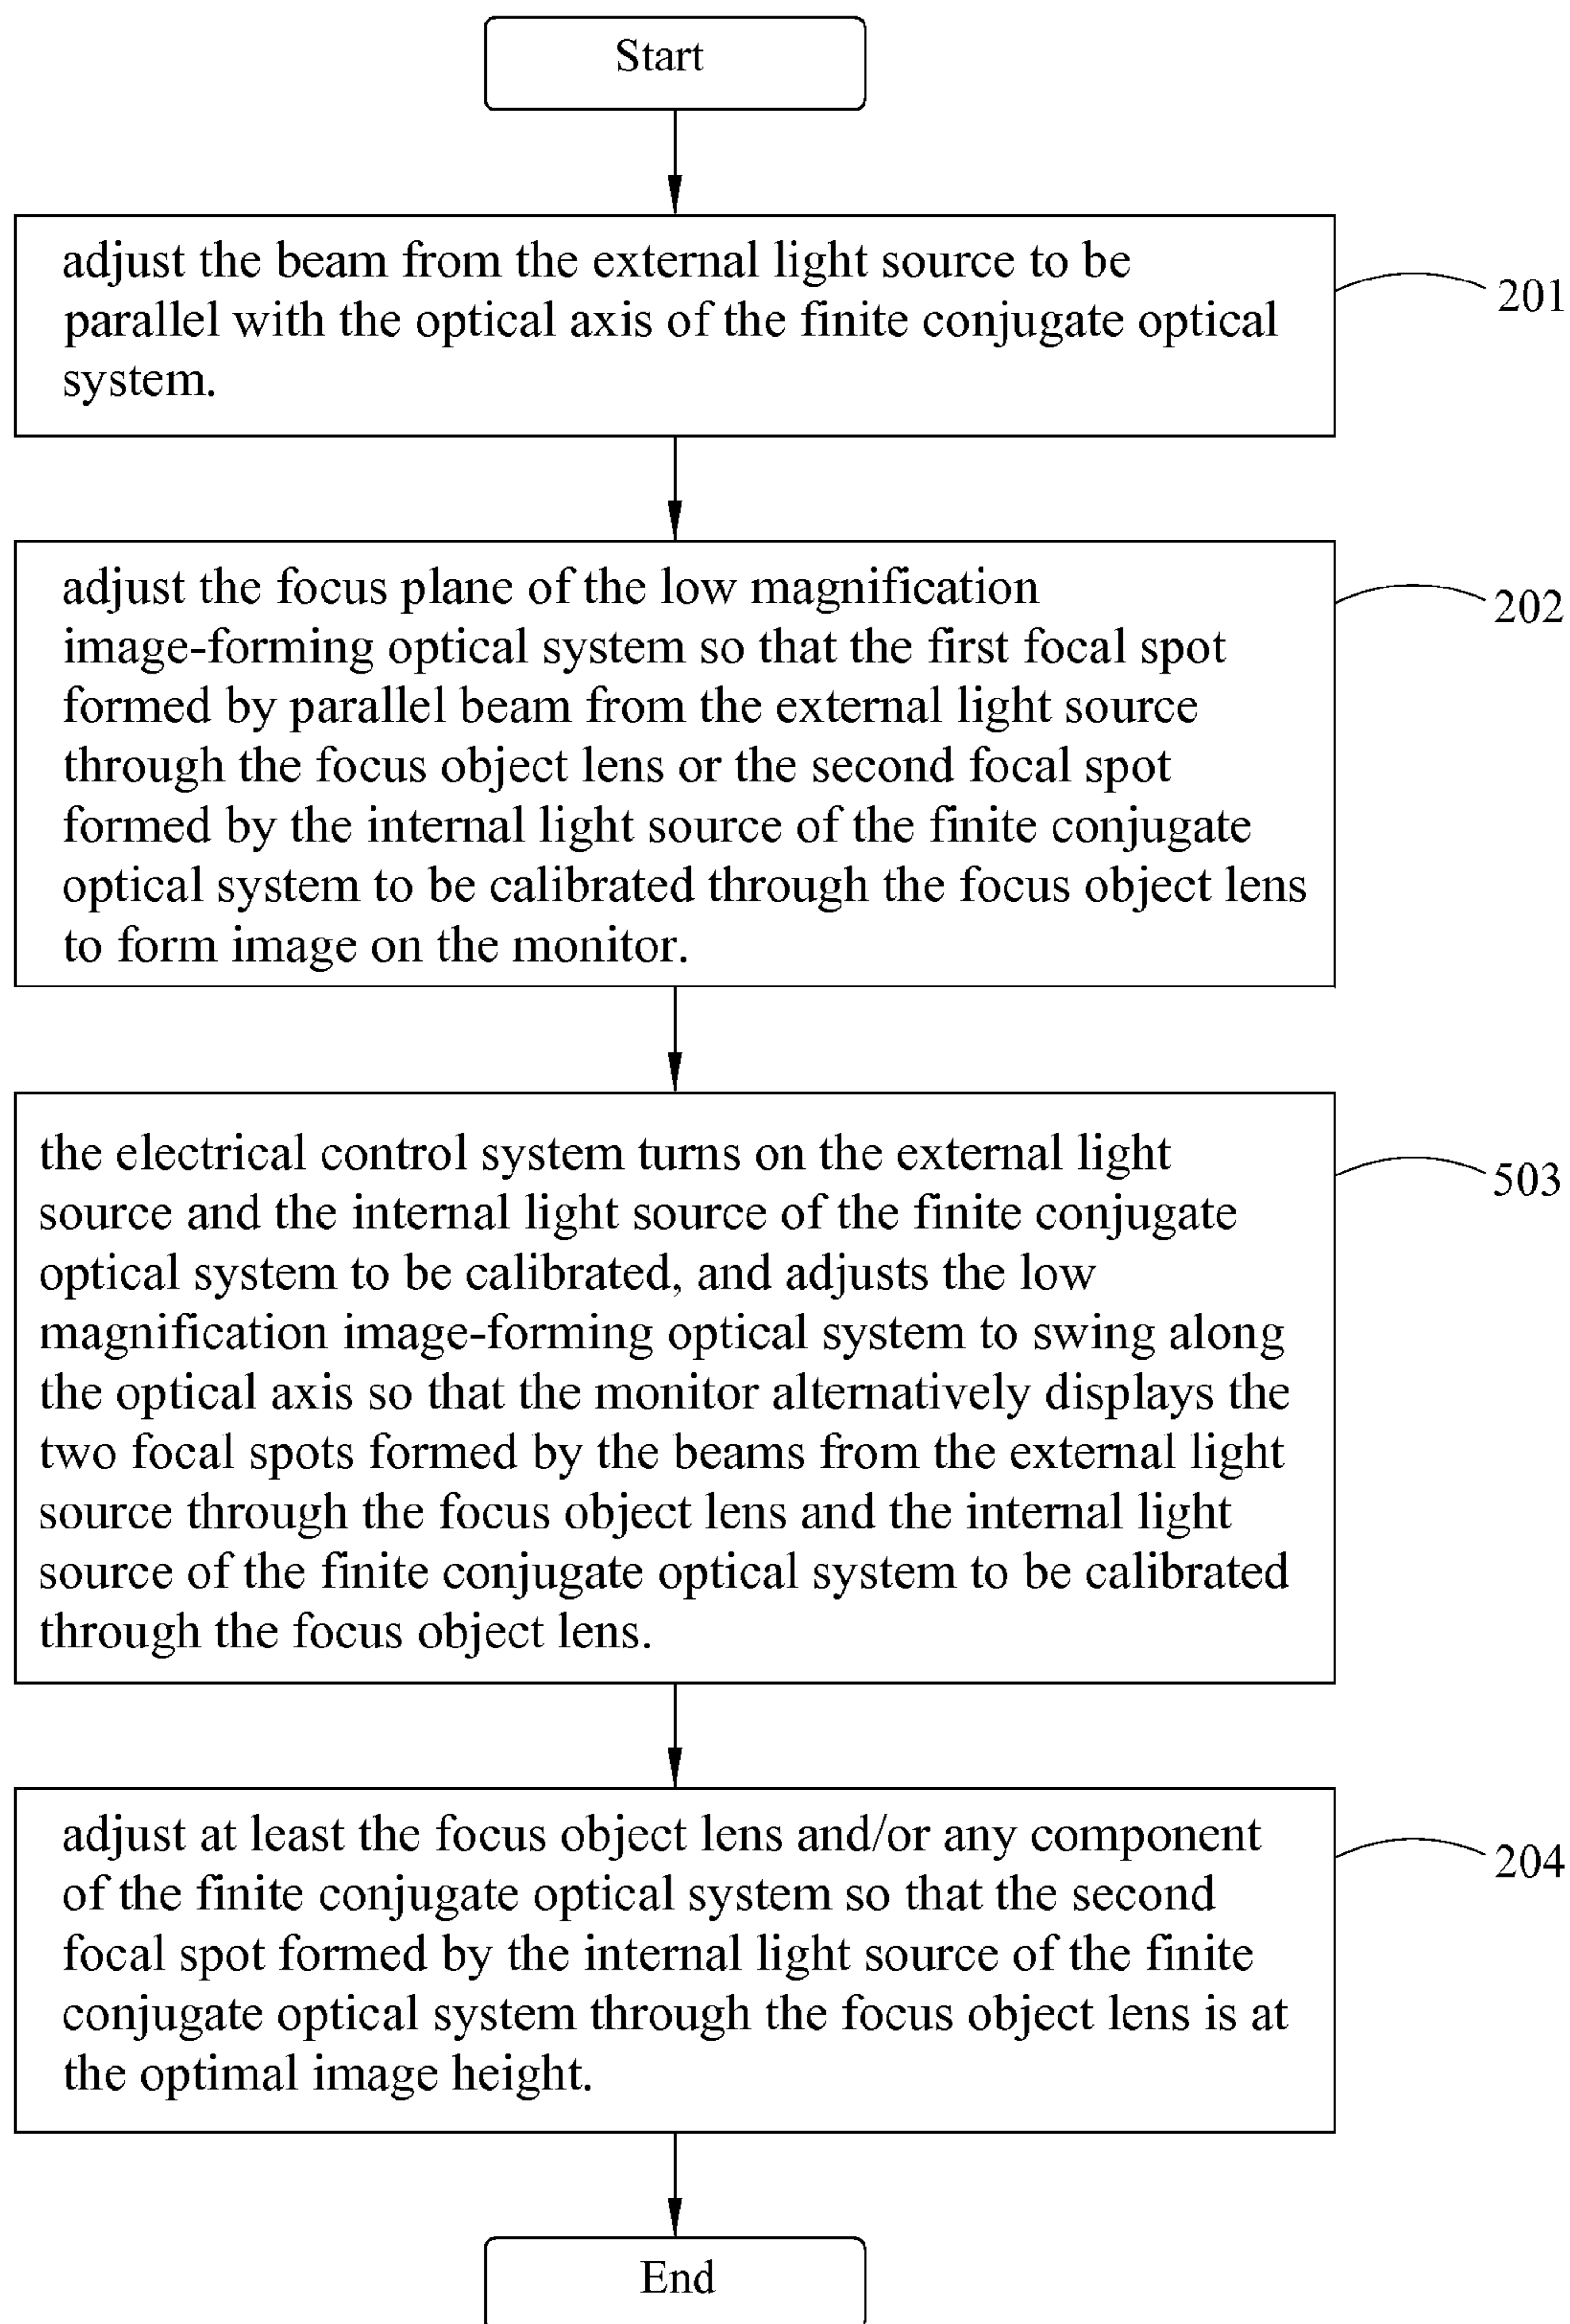 Start
adjust the beam from the external light source to be
parallel with the optical axis of the finite conjugate optical
system.
201
adjust the focus plane of the low magnification
image-forming optical system so that the first focal spot
formed by parallel beam from the external light source
through the focus object lens or the second focal spot
formed by the internal light source of the finite conjugate
optical system to be calibrated through the focus object lens
to form image on the monitor.
202
the electrical control system turns on the external light
source and the internal light source of the finite conjugate
optical system to be calibrated, and adjusts the low
magnification image-forming optical system to swing along
the optical axis so that the monitor alternatively displays the
two focal spots formed by the beams from the external light
source through the focus object lens and the internal light
source of the finite conjugate optical system to be calibrated
through the focus object lens.
503
adjust at least the focus object lens and/or any component
of the finite conjugate optical system so that the second
focal spot formed by the internal light source of the finite
conjugate optical system through the focus object lens is at
the optimal image height.
204
End